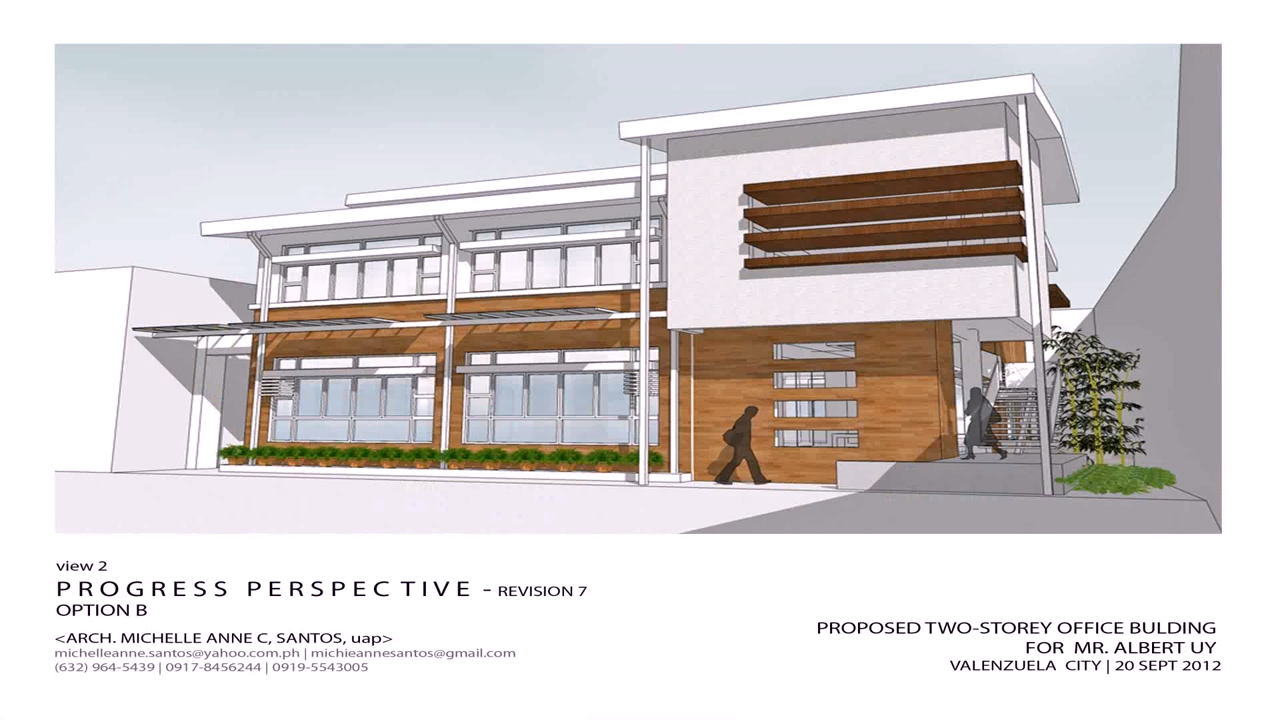 view 2
PROGRESS PERSPECTIVE - REVISION 7
OPTION B
<ARCH. MICHELLE ANNE C, SANTOS, uap>
michelleanne.santos@yahoo.com.ph | michieannesantos@gmail.com
(632) 964-5439 | 0917-8456244 | 0919-5543005
PROPOSED TWO-STOREY OFFICE BULDING
FOR MR. ALBERT UY
VALENZUELA CITY | 20 SEPT 2012